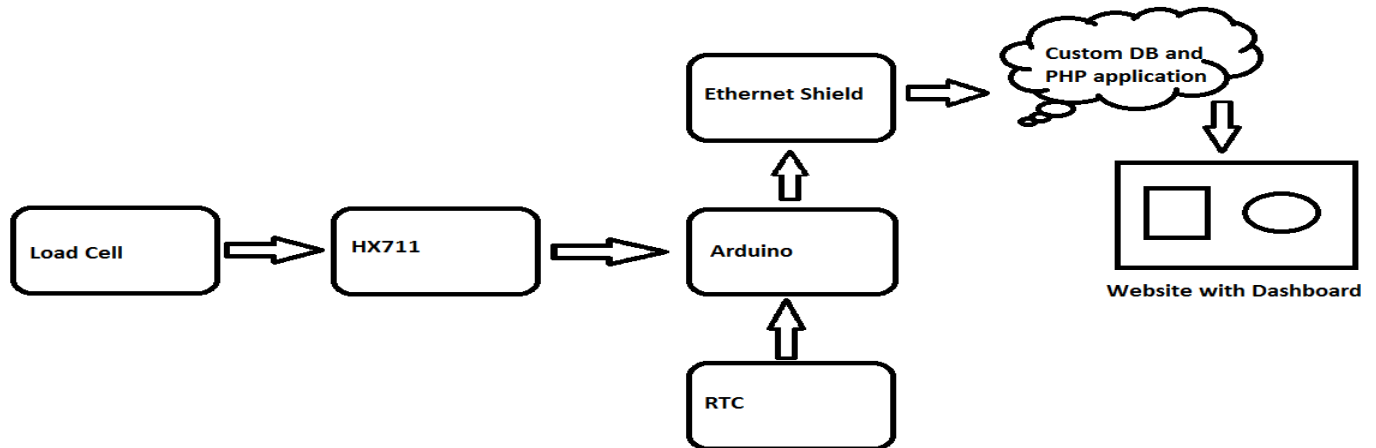 Custom DB and
PHP application
Ethernet Shield
Load Cell
HX711
Arduino
Website with Dashboard
RTC